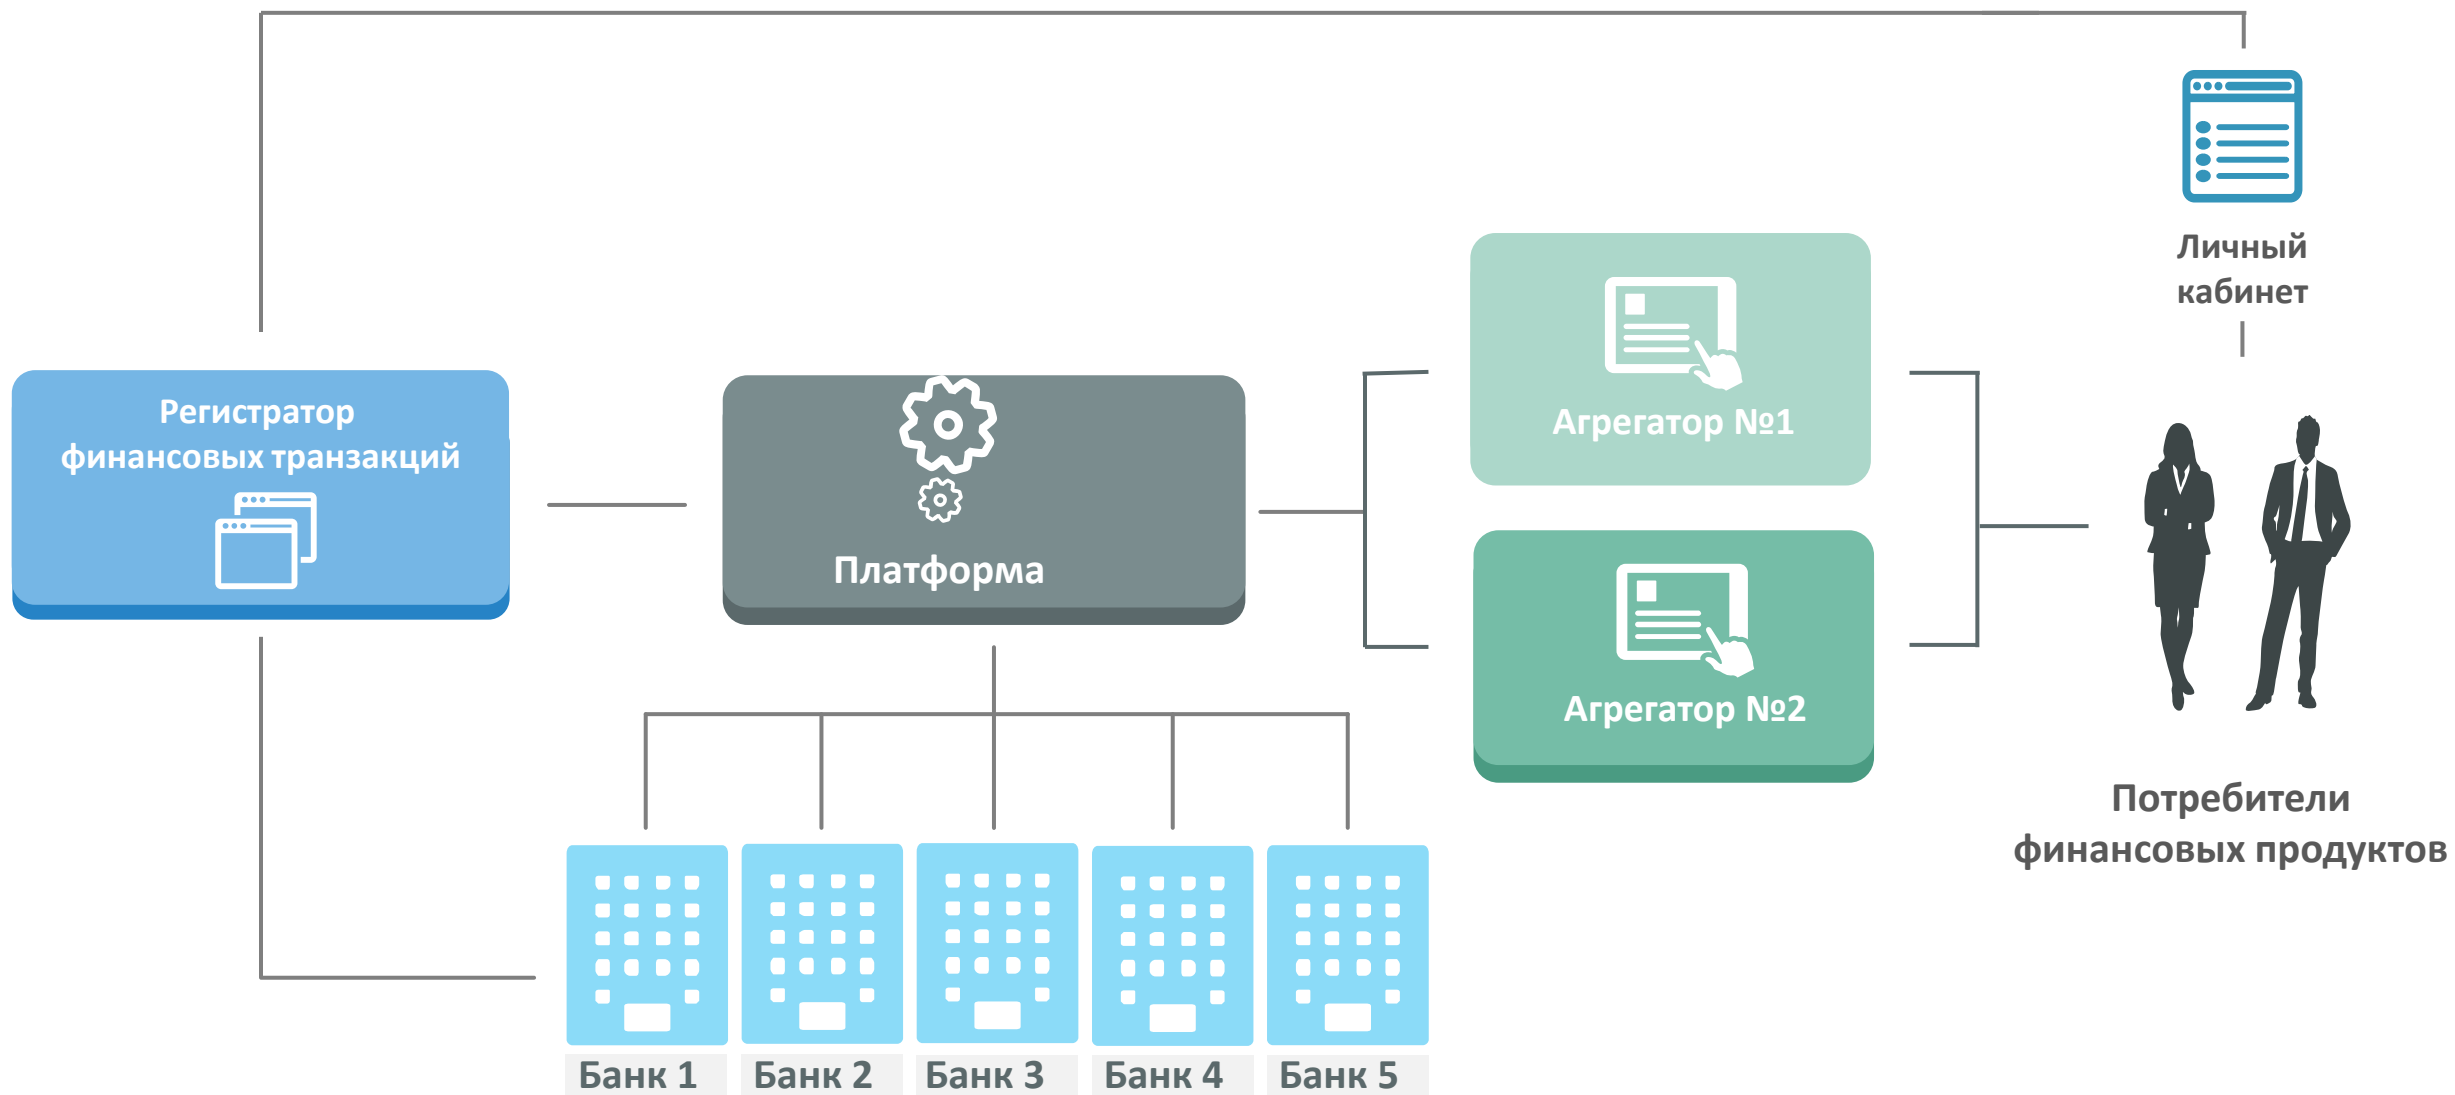 Личный
кабинет
Регистратор
финансовых транзакций
Платформа
Агрегатор №1
Агрегатор №2
Потребители
финансовых продуктов
Банк 1
Банк 2
Банк 3
Банк 4
Банк 5